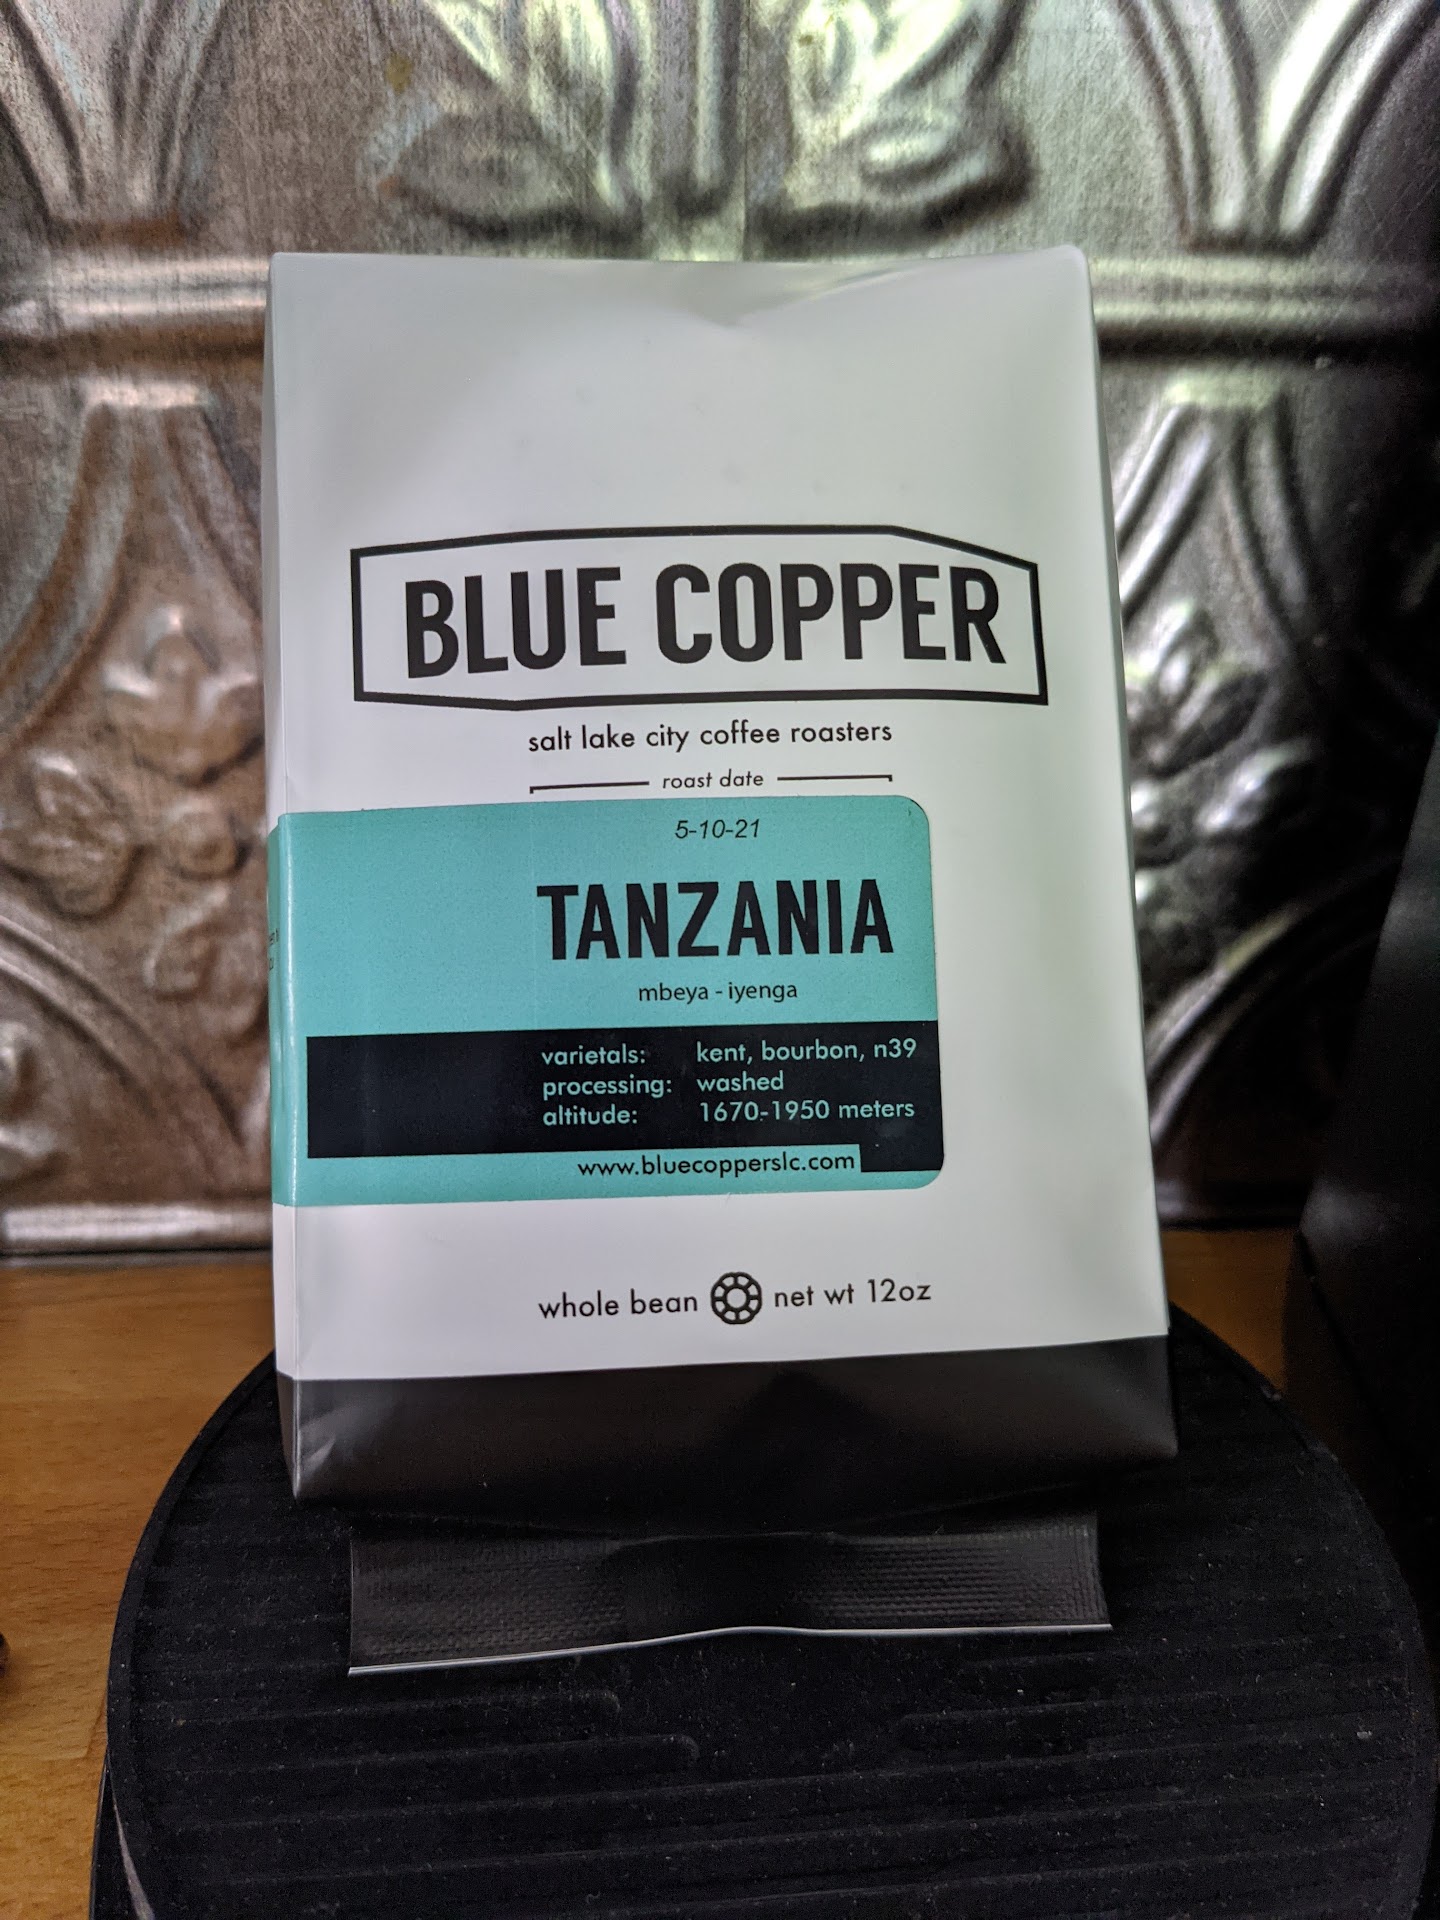 BLUE COPPER
salt lake city coffee roasters
roast date
5-10-21
TANZANIA
mbeya - iyenga
varietals: kent, bourbon, n39
processing: washed
altitude: 1670-1950 meters
www.bluecopperslc.com
whole bean net wt 12oz